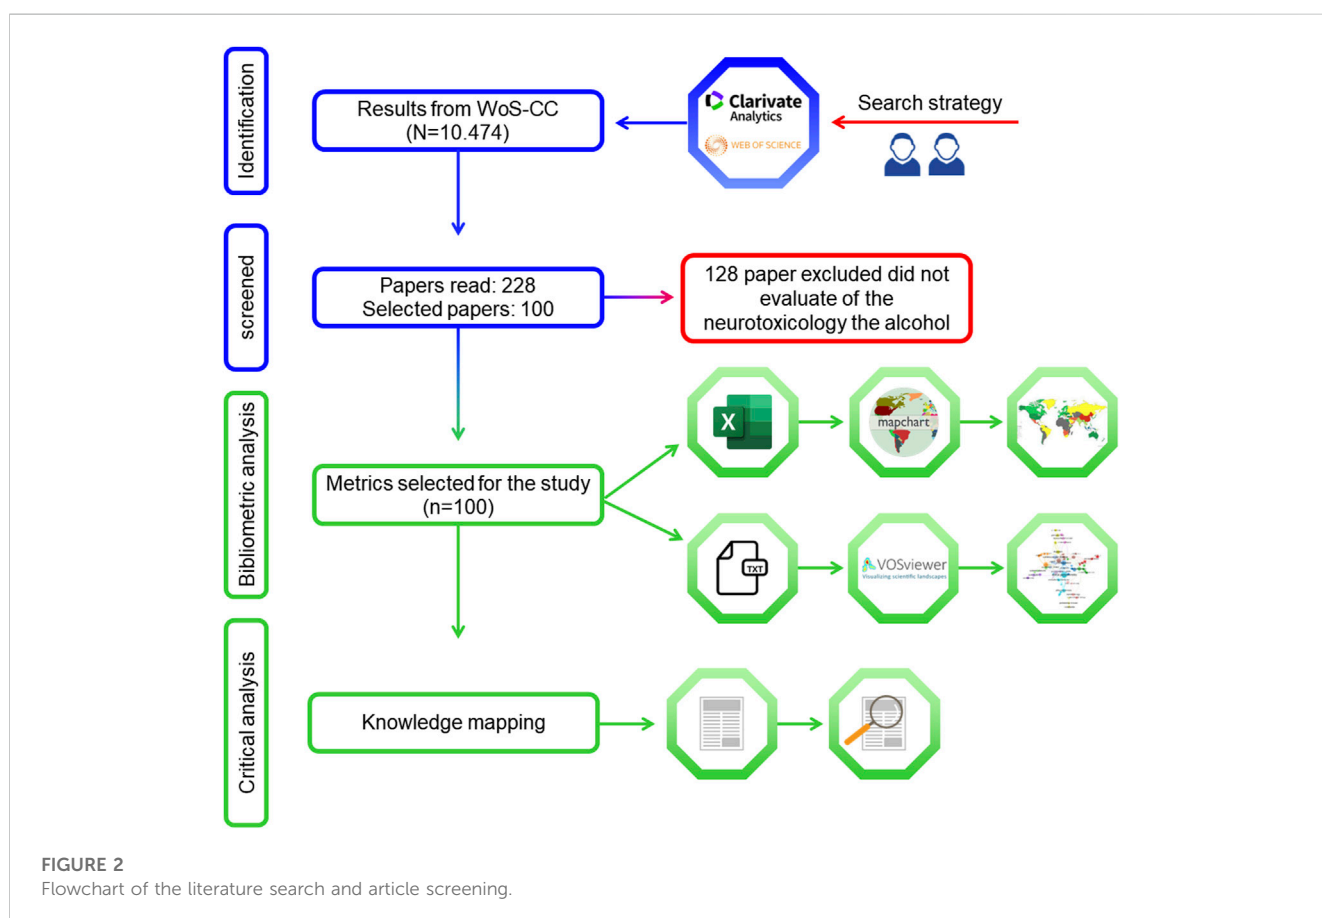 Identification
Results from WoS-CC
(N=10.474)
Clarivate
Analytics
WEB OF SCIENCE
Search strategy
screened
Papers read: 228
Selected papers: 100
128 paper excluded did not
evaluate of the
neurotoxicology the alcohol
Bibliometric analysis
Metrics selected for the study
(n=100)
X
mapchart
TXT
VOSviewer
Visualizing scientific landscapes
Critical analysis
Knowledge mapping
FIGURE 2
Flowchart of the literature search and article screening.